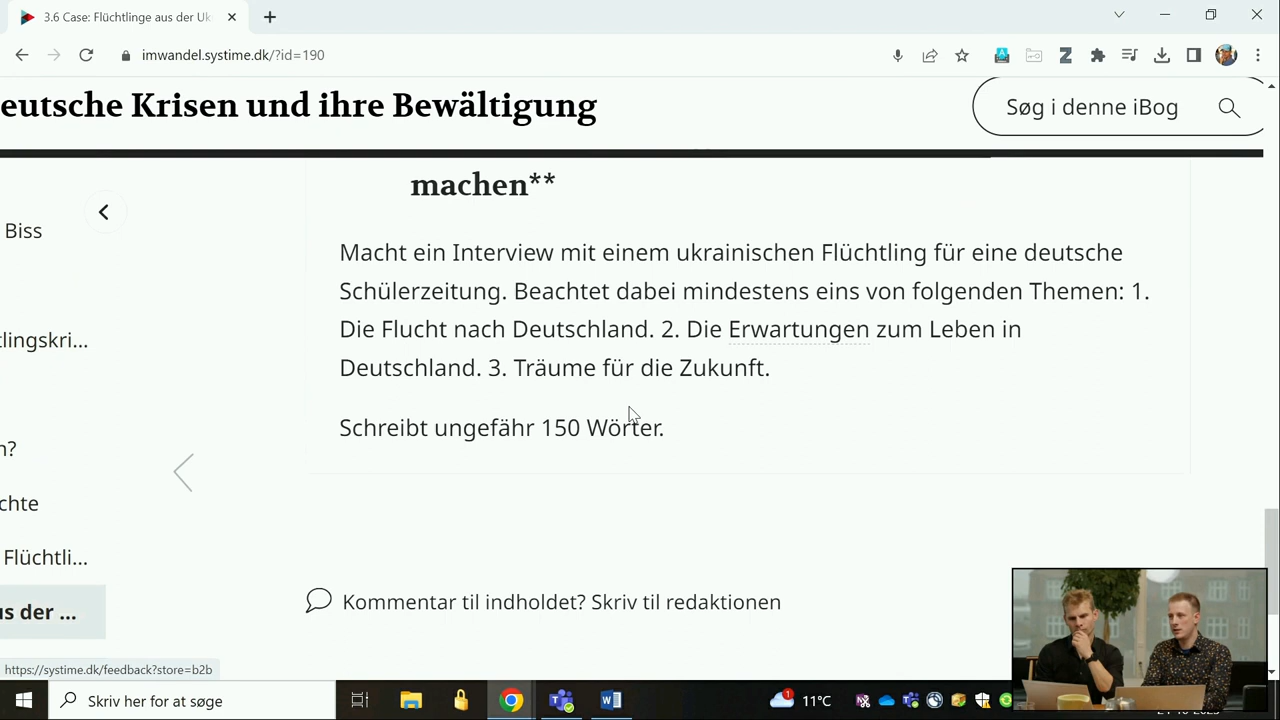 3.6 Case: Flüchtlinge aus der Uk
imwandel.systime.dk/?id=190
eutsche Krisen und ihre Bewältigung
Søg i denne iBog
machen**
Biss
Macht ein Interview mit einem ukrainischen Flüchtling für eine deutsche
Schülerzeitung. Beachtet dabei mindestens eins von folgenden Themen: 1.
Die Flucht nach Deutschland. 2. Die Erwartungen zum Leben in
Deutschland. 3. Träume für die Zukunft.
tlingskri...
Schreibt ungefähr 150 Wörter.
n?
chte
Flüchtli...
us der ...
Kommentar til indholdet? Skriv til redaktionen
https://systime.dk/feedback?store=b2b
Skriv her for at søge
1
11°C